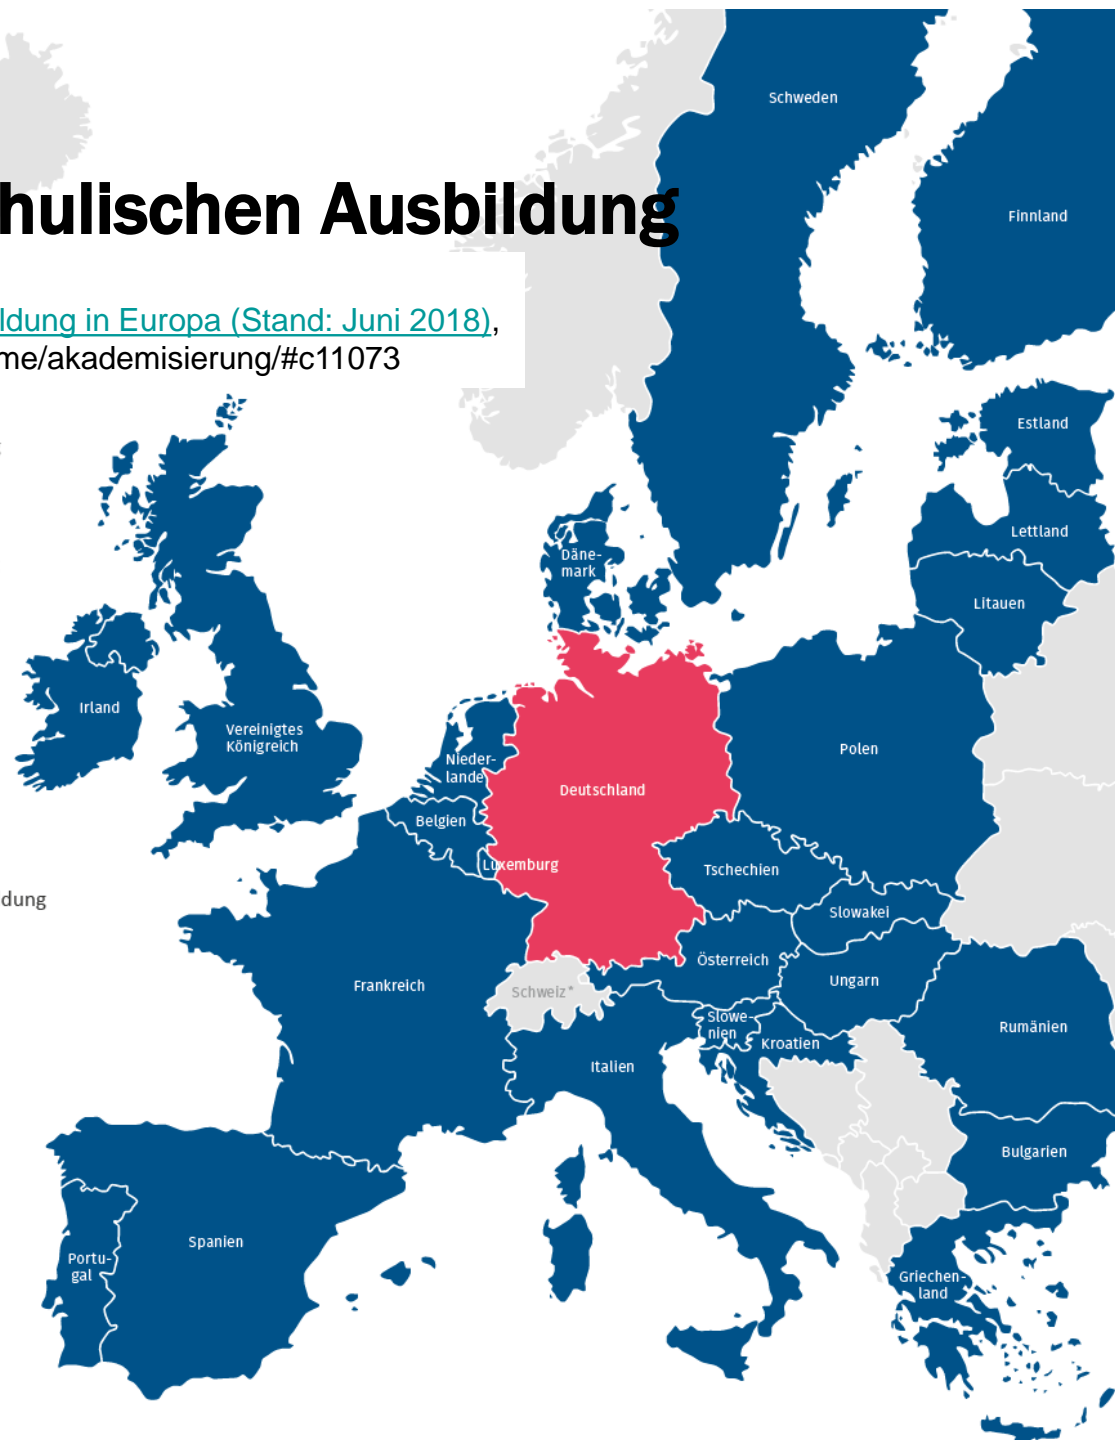 Schweden
hulischen Ausbildung
Finnland
ldung in Europa (Stand: Juni 2018),
me/akademisierung/#c11073
Estland
Lettland
Däne-
mark
Litauen
Irland
Vereinigtes
Königreich
Nieder-
lande
Polen
Deutschland
Belgien
Luxemburg
Tschechien
dung
Slowakei
Österreich
Ungarn
Frankreich
Schweiz*
Slowe-
nien
Kroatien
Rumänien
Italien
Bulgarien
Spanien
Portu-
gal
Griechen-
land